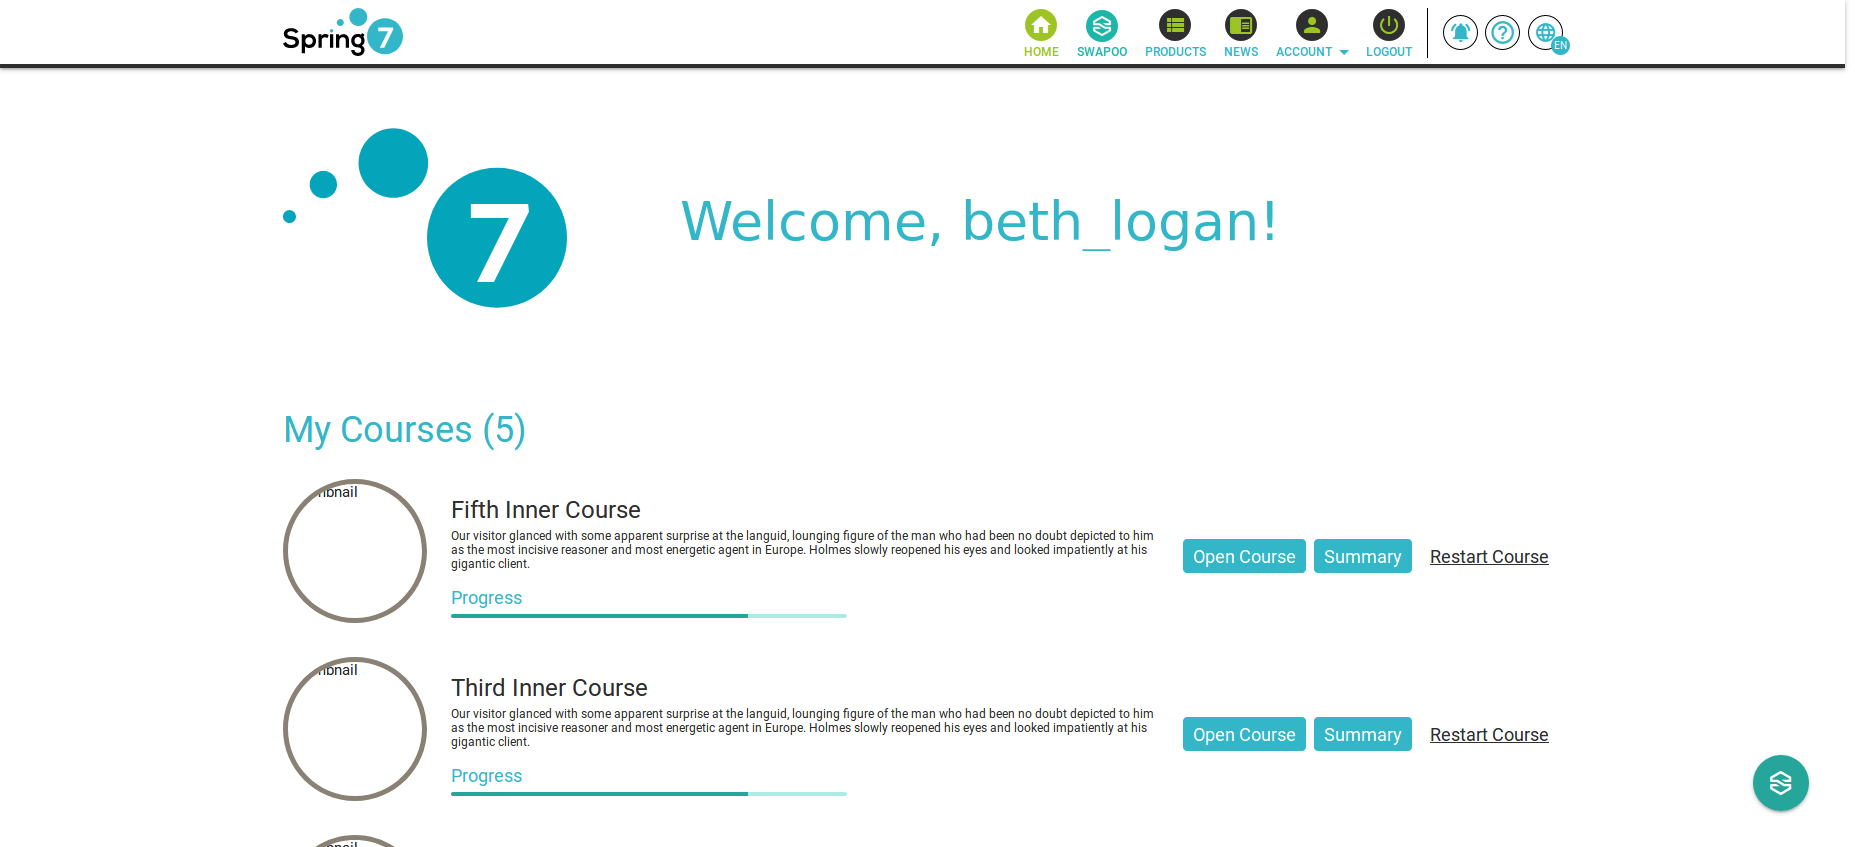 Spring 7
HOME
SWAPOO
PRODUCTS
NEWS
ACCOUNT
LOGOUT
EN
7
Welcome, beth_logan!
My Courses (5)
nbnail
Fifth Inner Course
Our visitor glanced with some apparent surprise at the languid, lounging figure of the man who had been no doubt depicted to him
as the most incisive reasoner and most energetic agent in Europe. Holmes slowly reopened his eyes and looked impatiently at his
gigantic client.
Open Course
Summary
Restart Course
Progress
nbnail
Third Inner Course
Our visitor glanced with some apparent surprise at the languid, lounging figure of the man who had been no doubt depicted to him
as the most incisive reasoner and most energetic agent in Europe. Holmes slowly reopened his eyes and looked impatiently at his
gigantic client.
Open Course
Summary
Restart Course
Progress